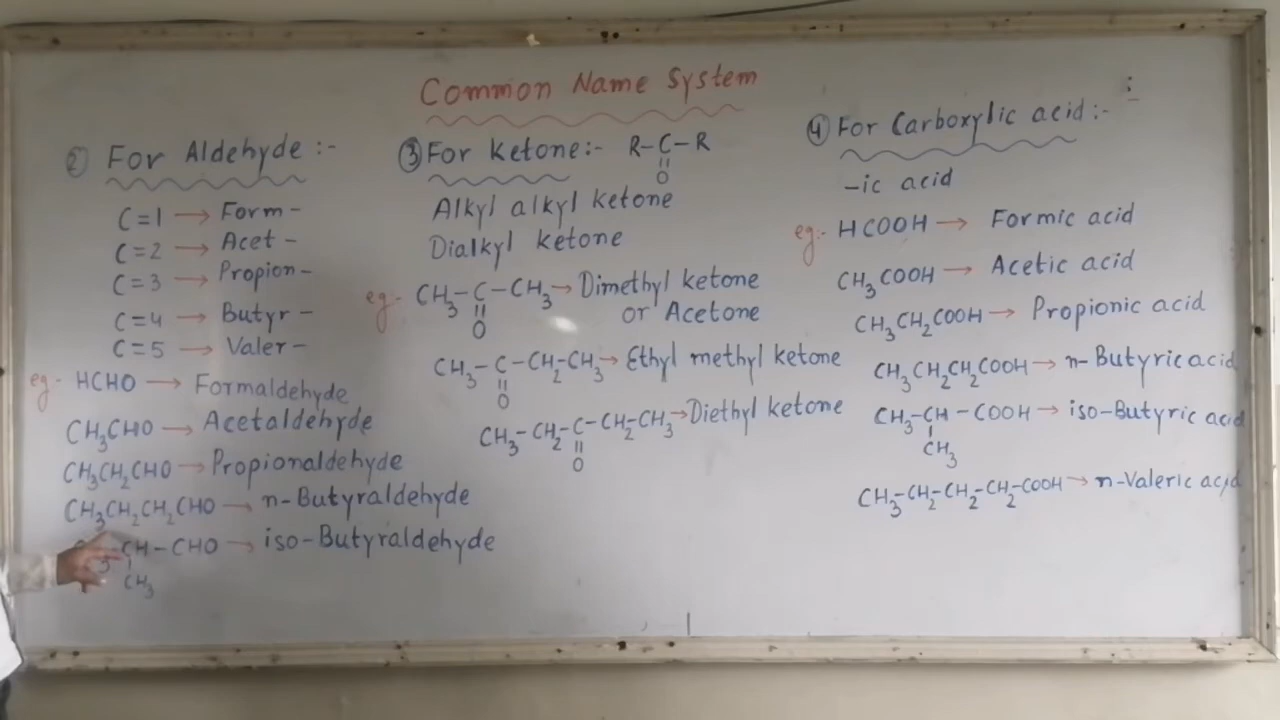 Common Name System
② For Aldehyde :-
C=1 → Form-
C=2 → Acet-
C=3 → Propion-
C=4 → Butyr-
C=5 → Valer-
eg- HCHO → Formaldehyde
CH₃CHO → Acetaldehyde
CH₃CH₂CHO → Propionaldehyde
CH₃CH₂CH₂CHO → n-Butyraldehyde
3 CH-CHO → iso-Butyraldehyde
CH₃
③ For Ketone:- R-C-R
O
Alkyl alkyl ketone
Dialkyl ketone
eg- CH₃-C-CH₃→ Dimethyl ketone
O or Acetone
CH₃-C-CH₂-CH₃→ Ethyl methyl ketone
O
CH₃-CH₂-C-CH₂-CH₃→Diethyl ketone
O
④ For Carboxylic acid:-
-ic acid
eg:- HCOOH → Formic acid
CH₃COOH → Acetic acid
CH₃CH₂COOH → Propionic acid
CH₃CH₂CH₂COOH → n-Butyric acid
CH₃-CH-COOH → iso-Butyric acid
CH₃
CH₃-CH₂-CH₂-CH₂-COOH → n-Valeric acid